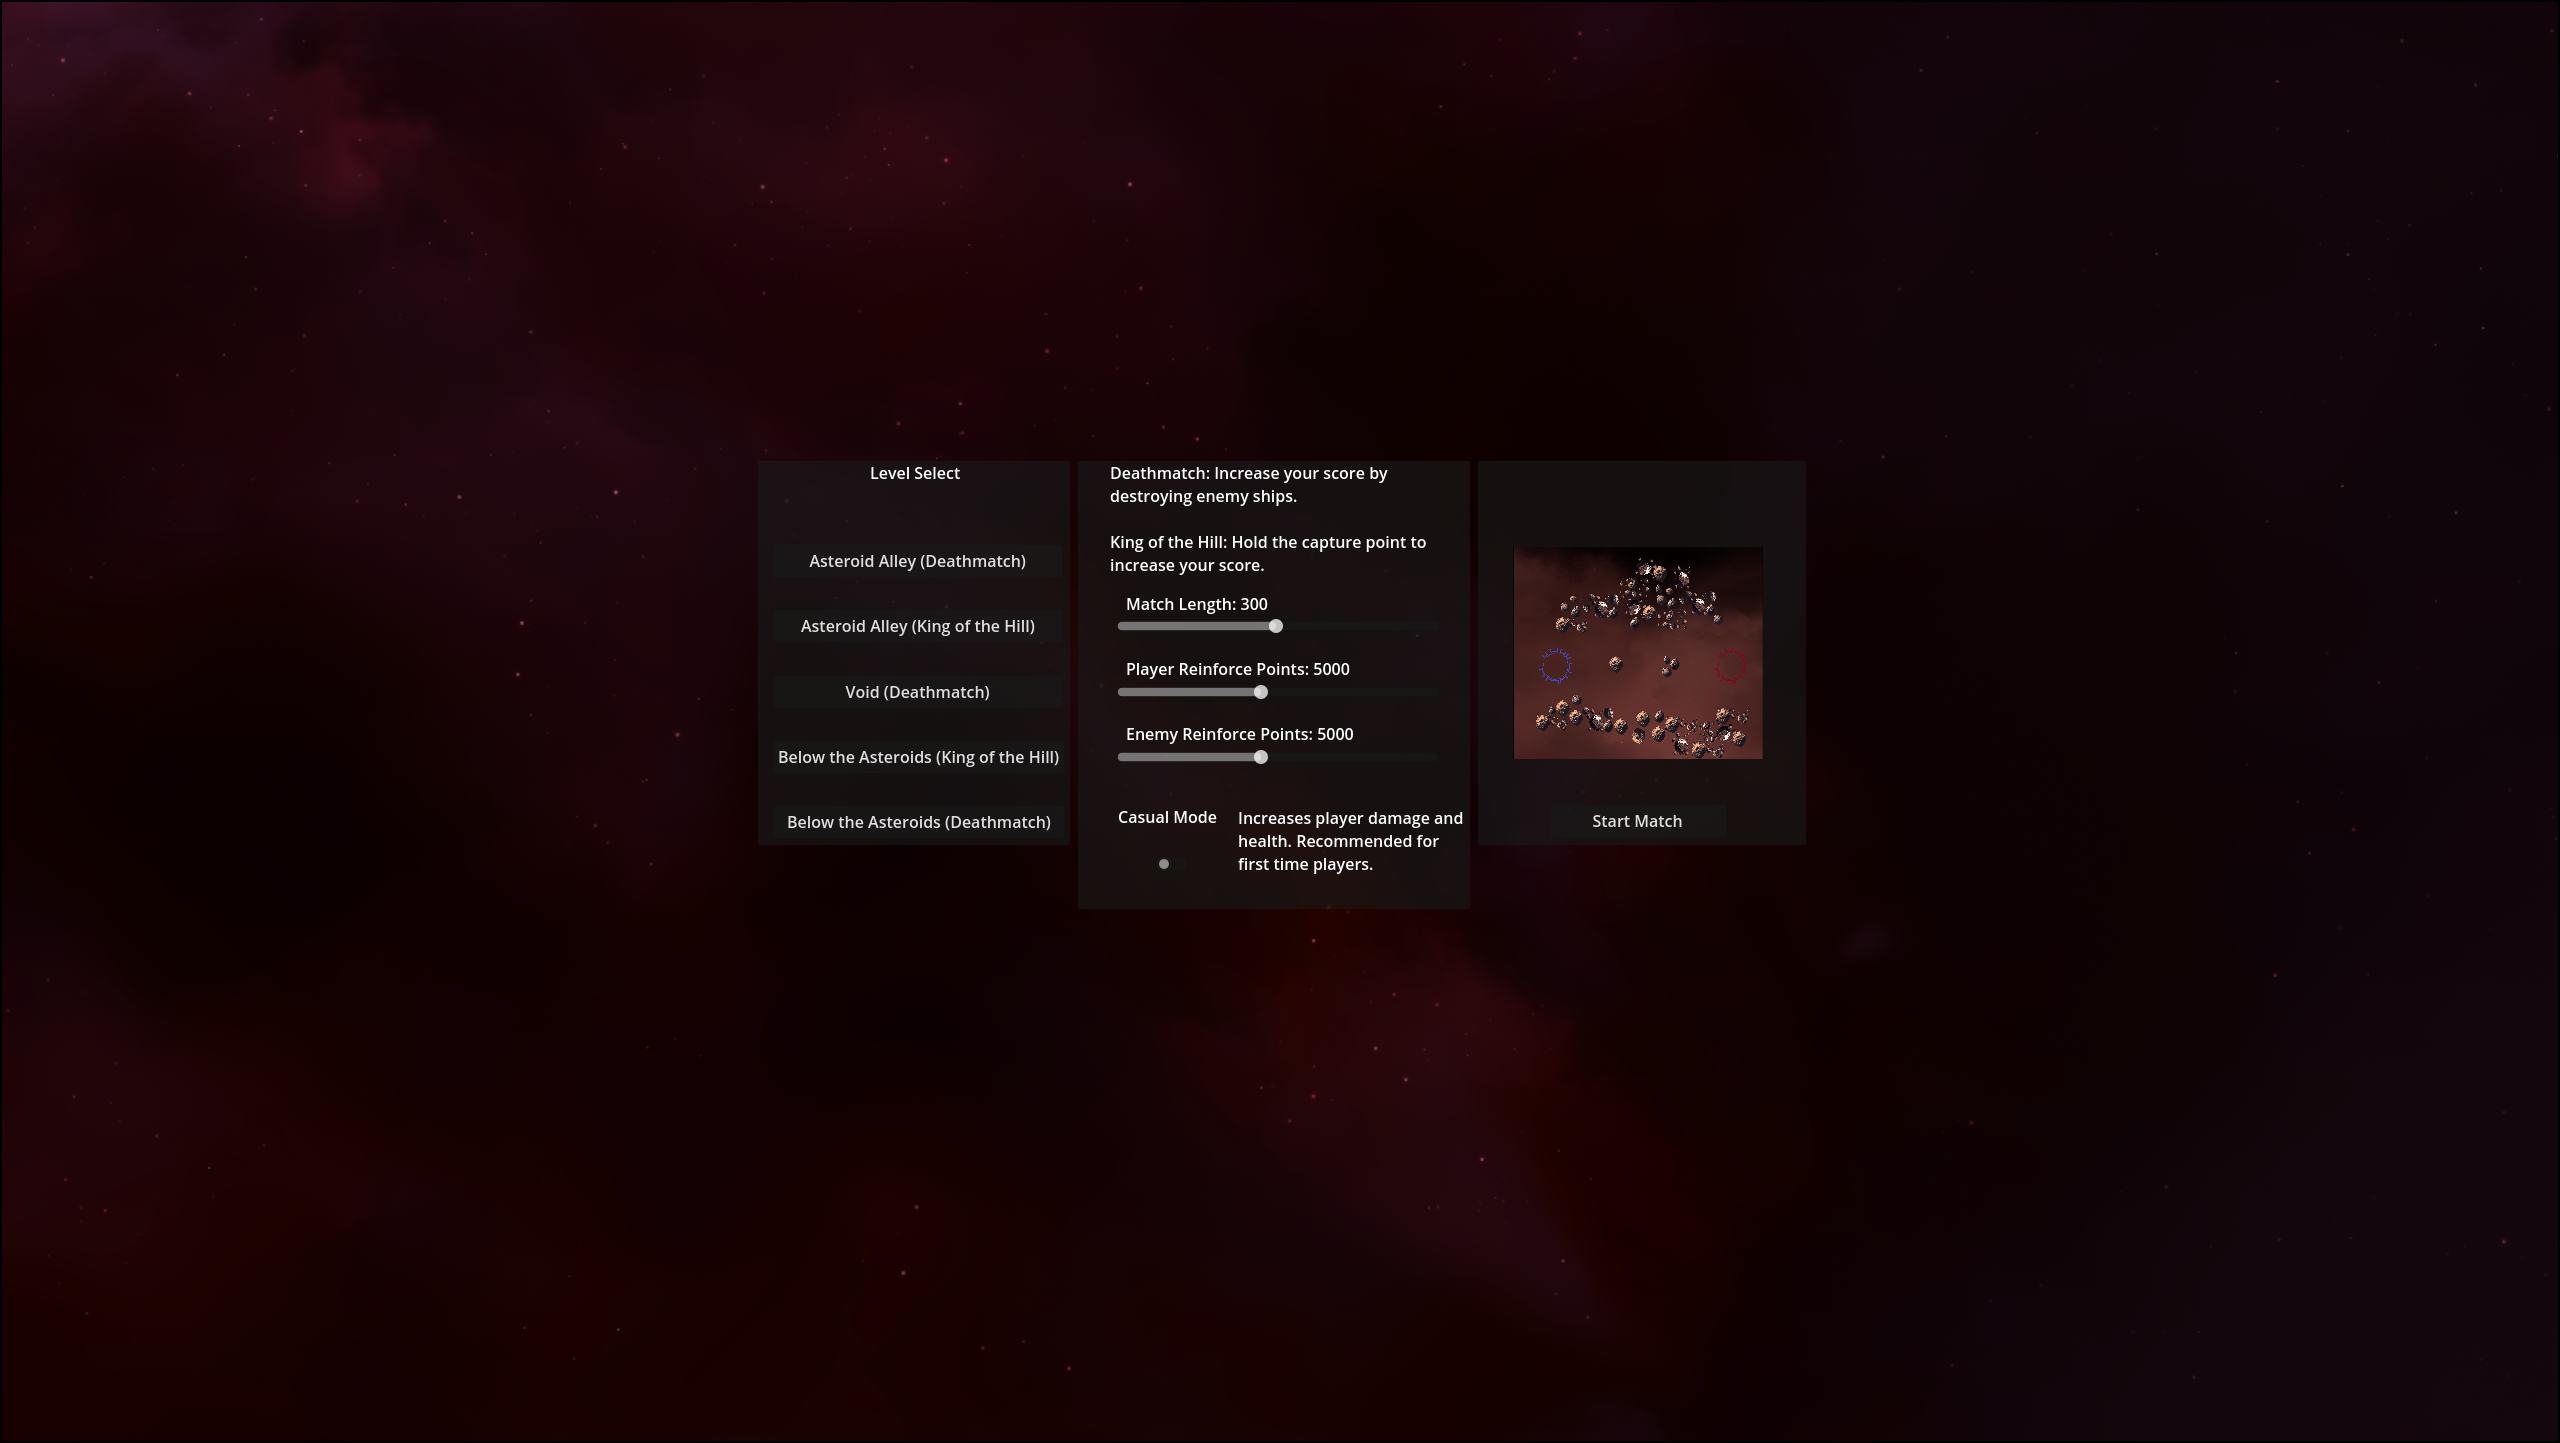 Level Select
Asteroid Alley (Deathmatch)
Asteroid Alley (King of the Hill)
Void (Deathmatch)
Below the Asteroids (King of the Hill)
Below the Asteroids (Deathmatch)
Deathmatch: Increase your score by
destroying enemy ships.
King of the Hill: Hold the capture point to
increase your score.
Match Length: 300
Player Reinforce Points: 5000
Enemy Reinforce Points: 5000
Casual Mode
Increases player damage and
health. Recommended for
first time players.
Start Match